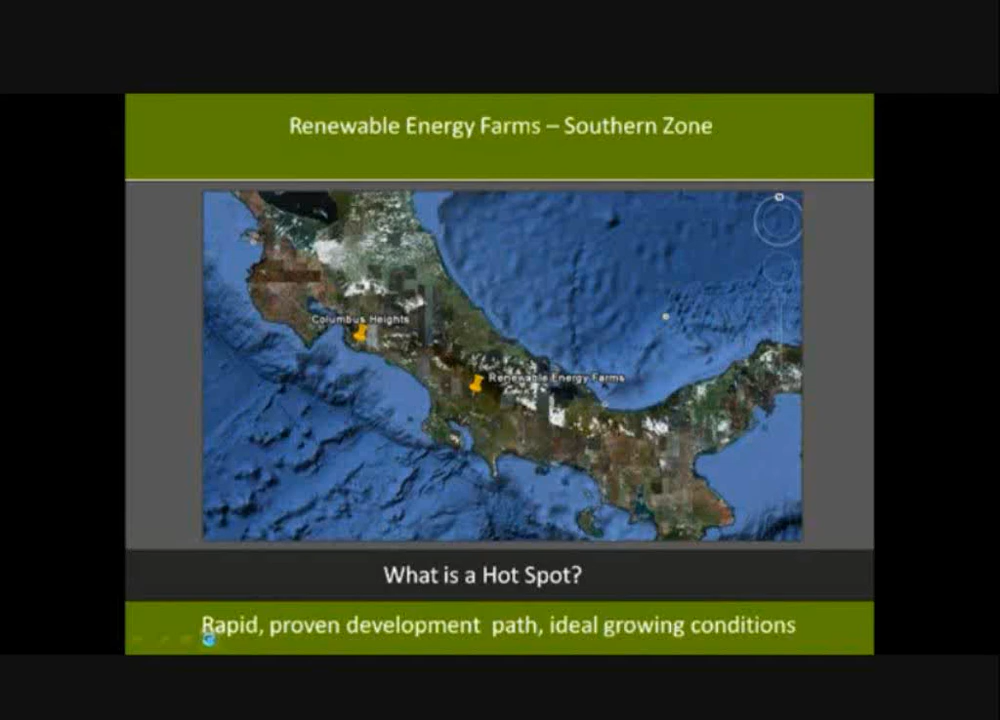 Renewable Energy Farms – Southern Zone
Columbus Heights
Renewable Energy Farms
What is a Hot Spot?
Rapid, proven development path, ideal growing conditions